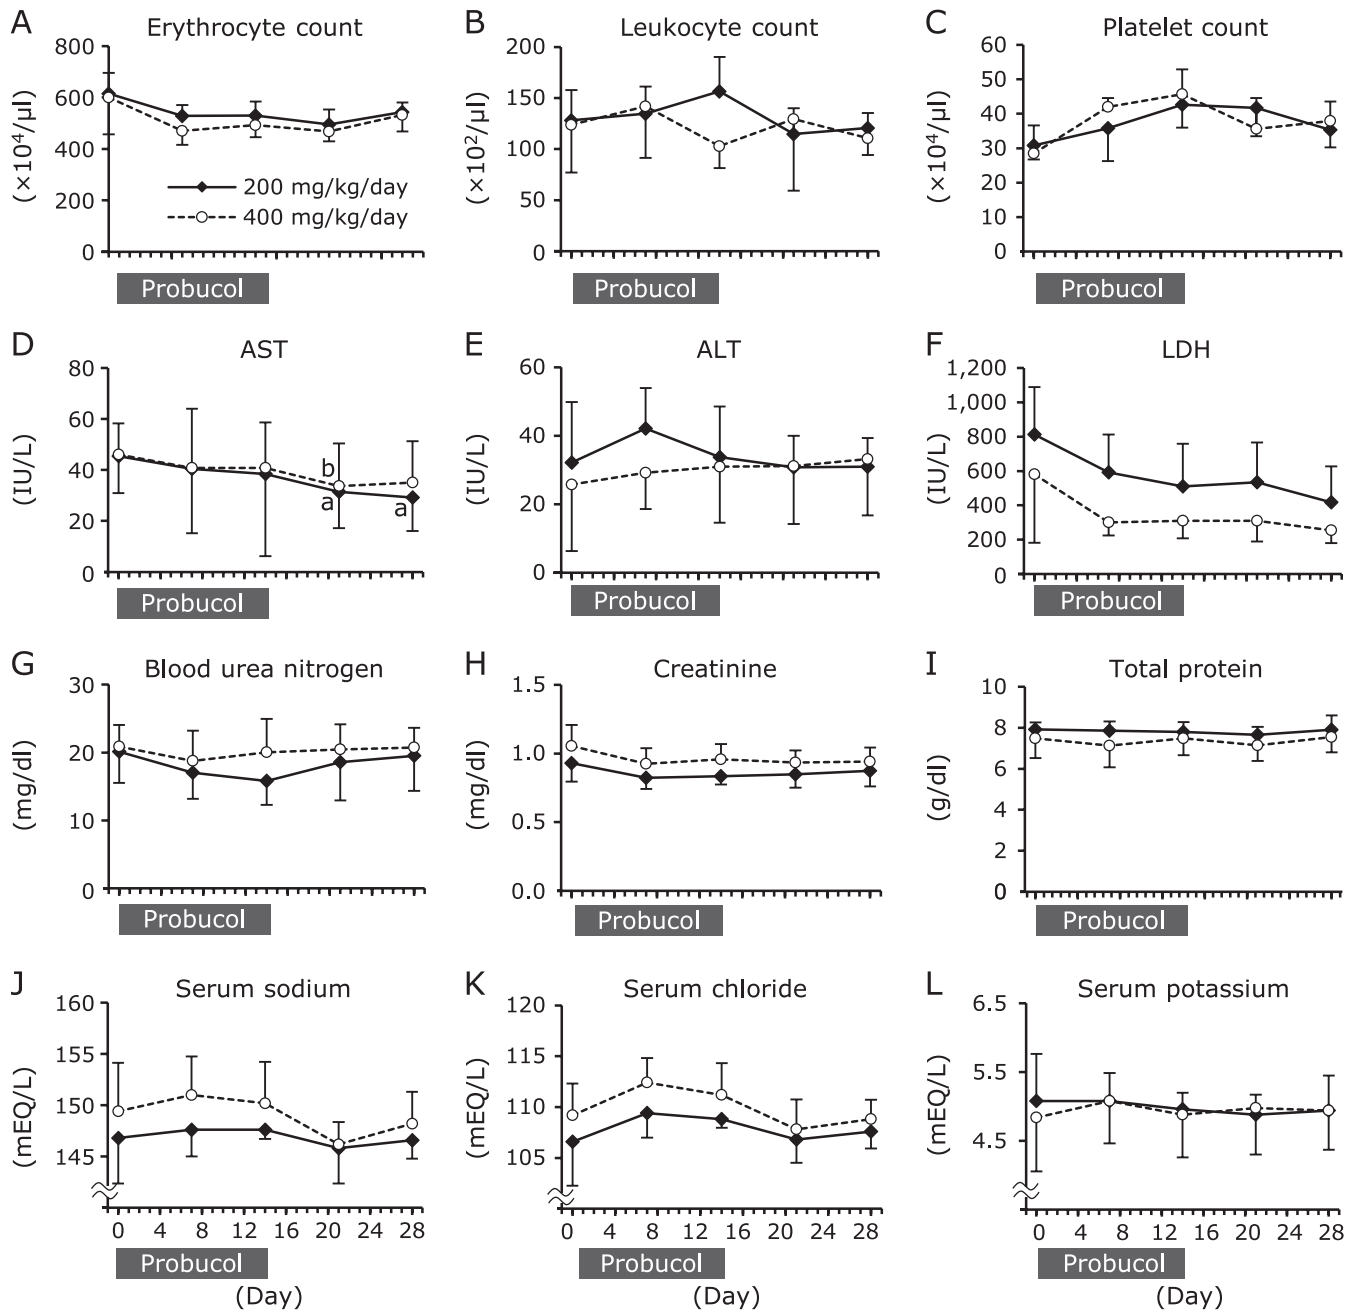 A Erythrocyte count
800
600
400
200
0
(×10⁴/µl)
200 mg/kg/day
400 mg/kg/day
Probucol
B Leukocyte count
200
150
100
50
0
(×10²/µl)
Probucol
C Platelet count
60
50
40
30
20
10
0
(×10⁴/µl)
Probucol
D AST
80
60
40
20
0
(IU/L)
b
a
a
Probucol
E ALT
60
40
20
0
(IU/L)
Probucol
F LDH
1,200
1,000
800
600
400
200
0
(IU/L)
Probucol
G Blood urea nitrogen
30
20
10
0
(mg/dl)
Probucol
H Creatinine
1.5
1.0
0.5
0.0
(mg/dl)
Probucol
I Total protein
10
8
6
4
2
0
(g/dl)
Probucol
J Serum sodium
160
155
150
145
(mEQ/L)
0 4 8 12 16 20 24 28
Probucol
(Day)
K Serum chloride
120
115
110
105
(mEQ/L)
0 4 8 12 16 20 24 28
Probucol
(Day)
L Serum potassium
6.5
5.5
4.5
(mEQ/L)
0 4 8 12 16 20 24 28
Probucol
(Day)